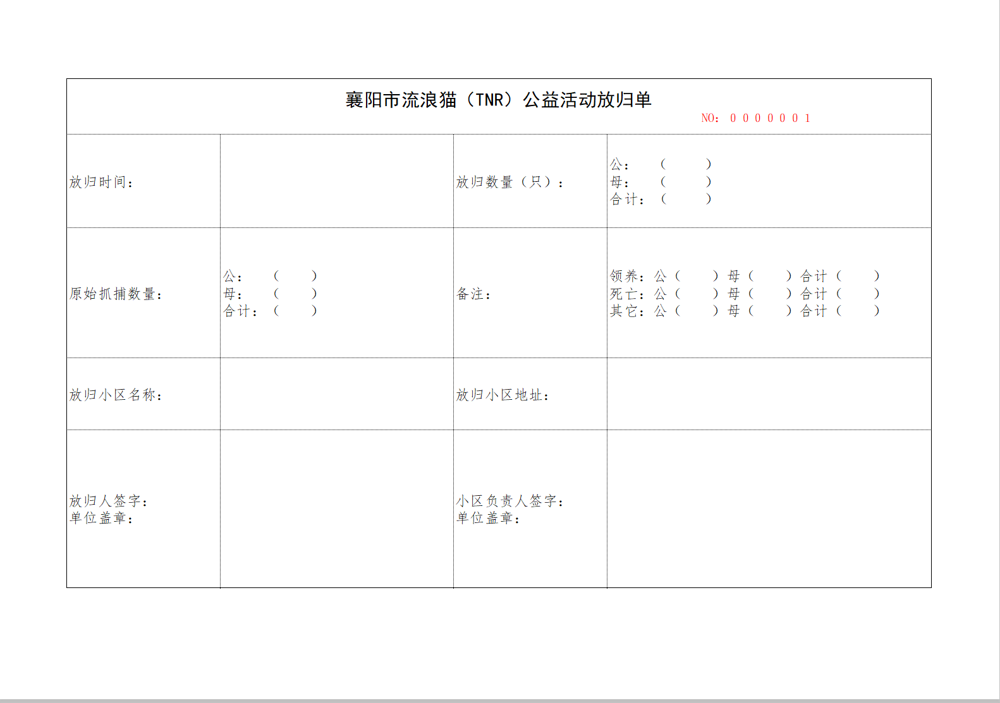 襄阳市流浪猫（TNR）公益活动放归单
NO：0000001
放归时间：
放归数量（只）：
公：（ ）
母：（ ）
合计：（ ）
原始抓捕数量：
公：（ ）
母：（ ）
合计：（ ）
备注：
领养：公（ ）母（ ）合计（ ）
死亡：公（ ）母（ ）合计（ ）
其它：公（ ）母（ ）合计（ ）
放归小区名称：
放归小区地址：
放归人签字：
单位盖章：
小区负责人签字：
单位盖章：